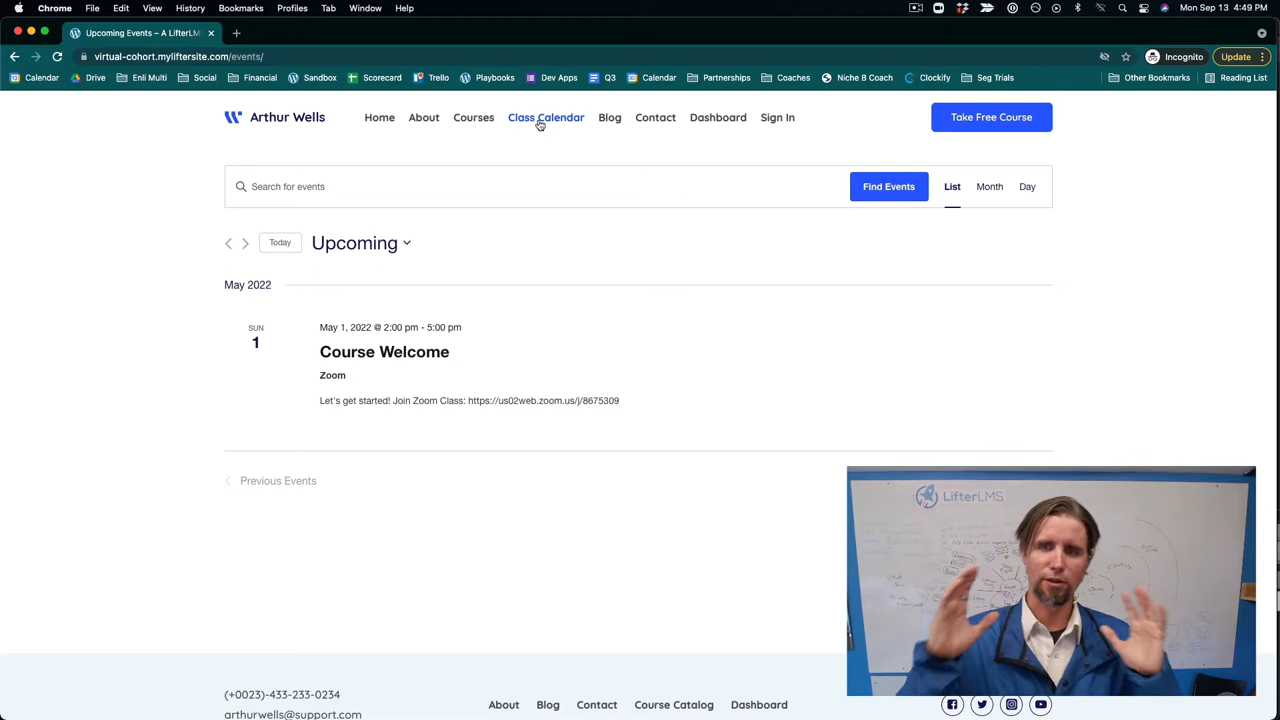 Chrome File Edit View History Bookmarks Profiles Tab Window Help
Mon Sep 13 4:49 PM
Upcoming Events – A LifterLMS
virtual-cohort.myliftersite.com/events/
Incognito
Update
Calendar Drive Enli Multi Social Financial Sandbox Scorecard Trello Playbooks Dev Apps Q3 Calendar Partnerships Coaches Niche B Coach Clockify Seg Trials Other Bookmarks Reading List
Arthur Wells
Home About Courses Class Calendar Blog Contact Dashboard Sign In
Take Free Course
Search for events
Find Events
List Month Day
Today
Upcoming
May 2022
SUN
1
May 1, 2022 @ 2:00 pm - 5:00 pm
Course Welcome
Zoom
Let's get started! Join Zoom Class: https://us02web.zoom.us/j/8675309
Previous Events
LifterLMS
(+0023)-433-233-0234
arthurwells@support.com
About Blog Contact Course Catalog Dashboard